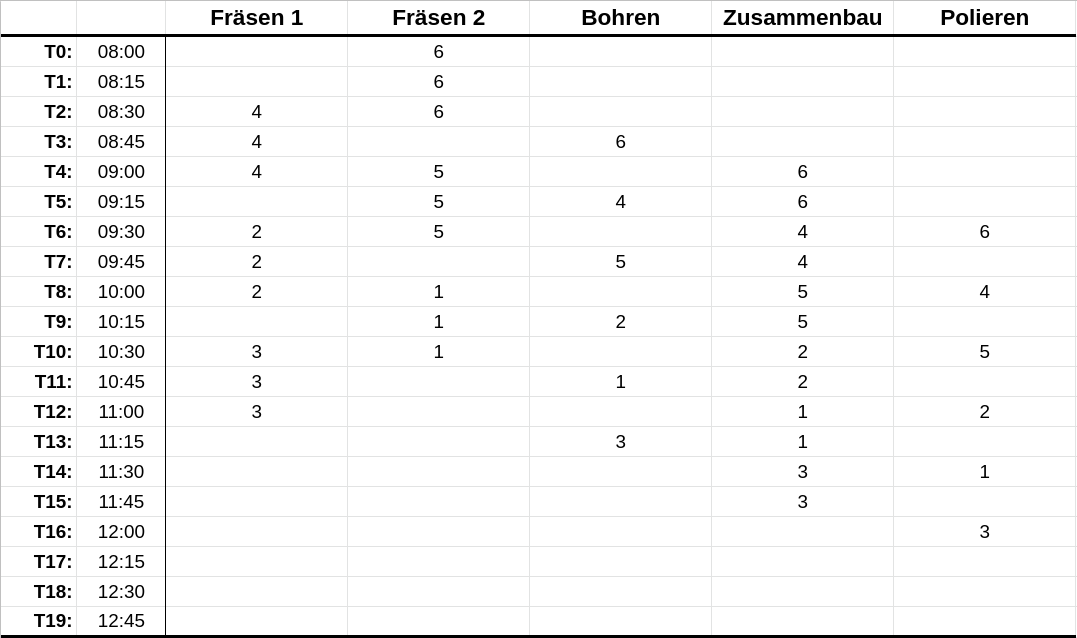 Fräsen 1 Fräsen 2 Bohren Zusammenbau Polieren
T0: 08:00 6
T1: 08:15 6
T2: 08:30 4 6
T3: 08:45 4 6
T4: 09:00 4 5 6
T5: 09:15 5 4 6
T6: 09:30 2 5 4 6
T7: 09:45 2 5 4
T8: 10:00 2 1 5 4
T9: 10:15 1 2 5
T10: 10:30 3 1 2 5
T11: 10:45 3 1 2
T12: 11:00 3 1 2
T13: 11:15 3 1
T14: 11:30 3 1
T15: 11:45 3
T16: 12:00 3
T17: 12:15
T18: 12:30
T19: 12:45